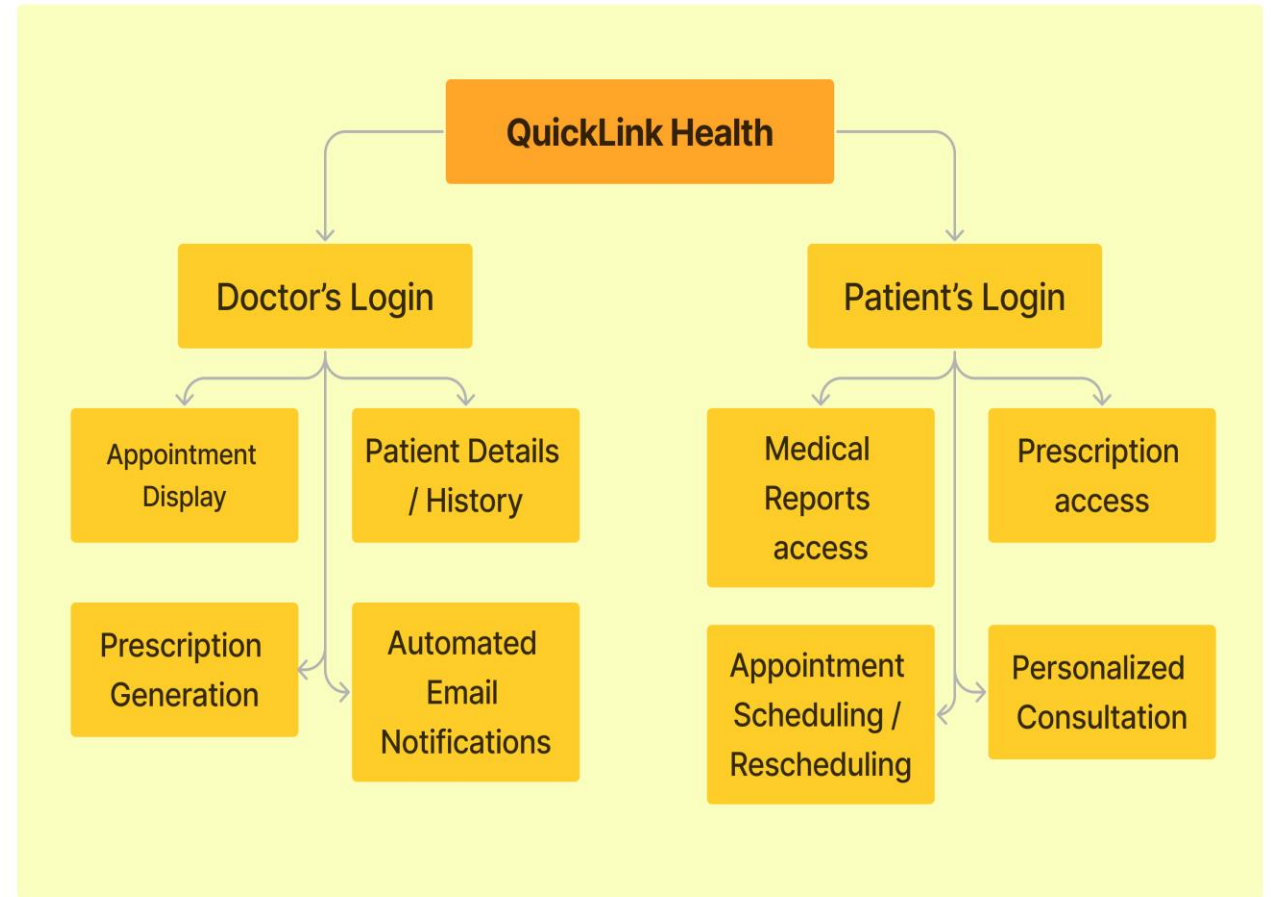 QuickLink Health
Doctor’s Login
Patient’s Login
Appointment
Display
Patient Details
/ History
Medical
Reports
access
Prescription
access
Prescription
Generation
Automated
Email
Notifications
Appointment
Scheduling /
Rescheduling
Personalized
Consultation